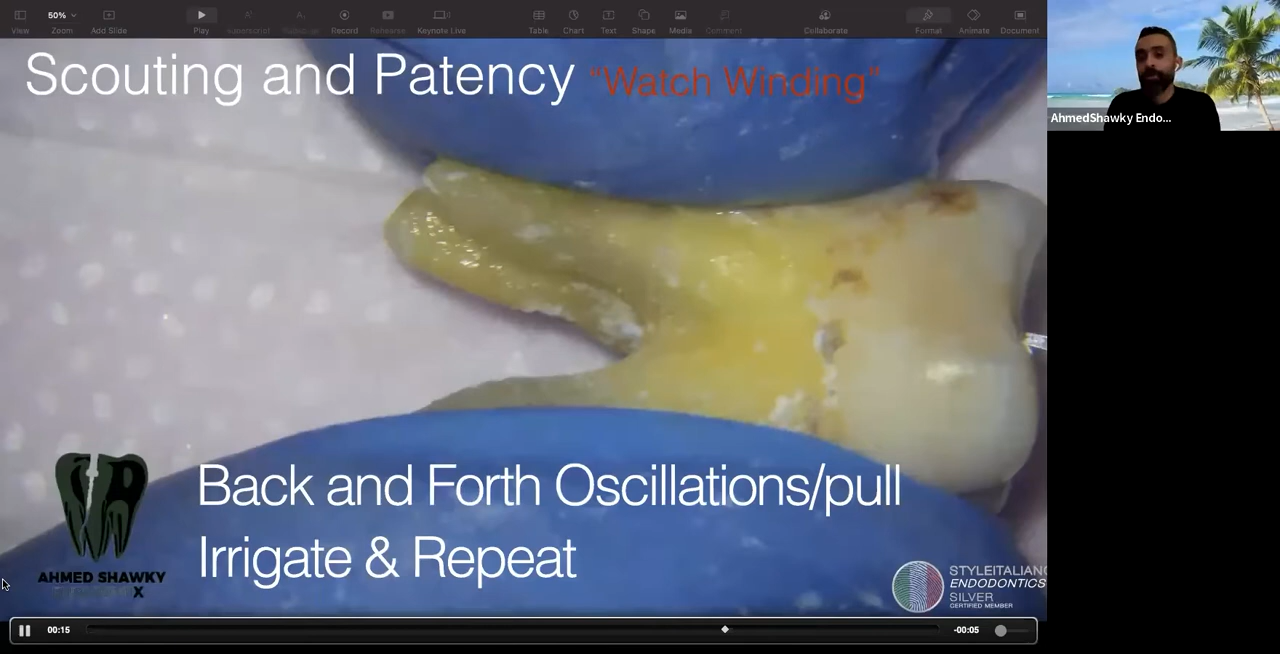 50%
View
Zoom
Add Slide
Play
Record
Keynote Live
Table
Chart
Text
Shape
Media
Comment
Collaborate
Format
Animate
Document
Scouting and Patency "Watch Winding"
AhmedShawky Endo...
Back and Forth Oscillations/pull
Irrigate & Repeat
AHMED SHAWKY
X
STYLEITALIANO
ENDODONTICS
SILVER
CERTIFIED MEMBER
00:15
-00:05